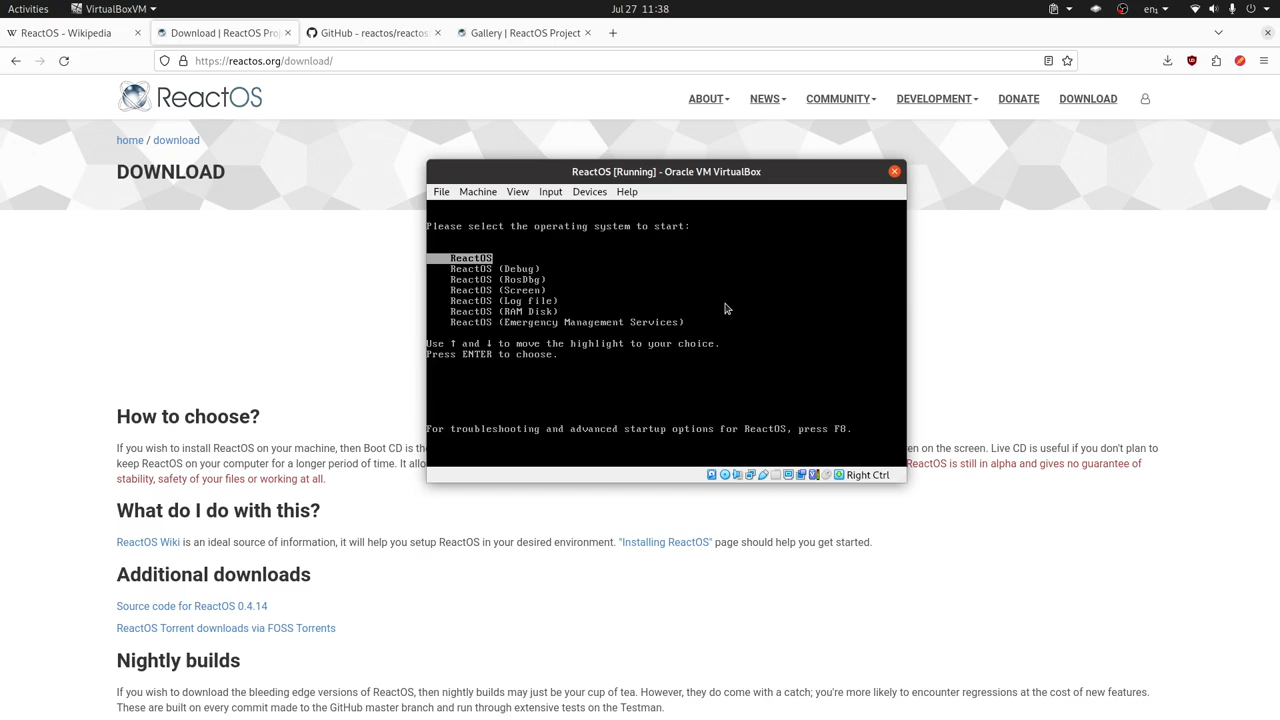 Activities VirtualBoxVM Jul 27 11:38 en1
ReactOS - Wikipedia Download | ReactOS Proj GitHub - reactos/reactos: Gallery | ReactOS Project
https://reactos.org/download/
ReactOS ABOUT NEWS COMMUNITY DEVELOPMENT DONATE DOWNLOAD
home / download
DOWNLOAD
ReactOS [Running] - Oracle VM VirtualBox
File Machine View Input Devices Help
Please select the operating system to start:
ReactOS
ReactOS (Debug)
ReactOS (RosDbg)
ReactOS (Screen)
ReactOS (Log file)
ReactOS (RAM Disk)
ReactOS (Emergency Management Services)
Use ↑ and ↓ to move the highlight to your choice.
Press ENTER to choose.
For troubleshooting and advanced startup options for ReactOS, press F8.
Right Ctrl
How to choose?
If you wish to install ReactOS on your machine, then Boot CD is the en on the screen. Live CD is useful if you don't plan to
keep ReactOS on your computer for a longer period of time. It allo ReactOS is still in alpha and gives no guarantee of
stability, safety of your files or working at all.
What do I do with this?
ReactOS Wiki is an ideal source of information, it will help you setup ReactOS in your desired environment. "Installing ReactOS" page should help you get started.
Additional downloads
Source code for ReactOS 0.4.14
ReactOS Torrent downloads via FOSS Torrents
Nightly builds
If you wish to download the bleeding edge versions of ReactOS, then nightly builds may just be your cup of tea. However, they do come with a catch; you're more likely to encounter regressions at the cost of new features.
These are built on every commit made to the GitHub master branch and run through extensive tests on the Testman.